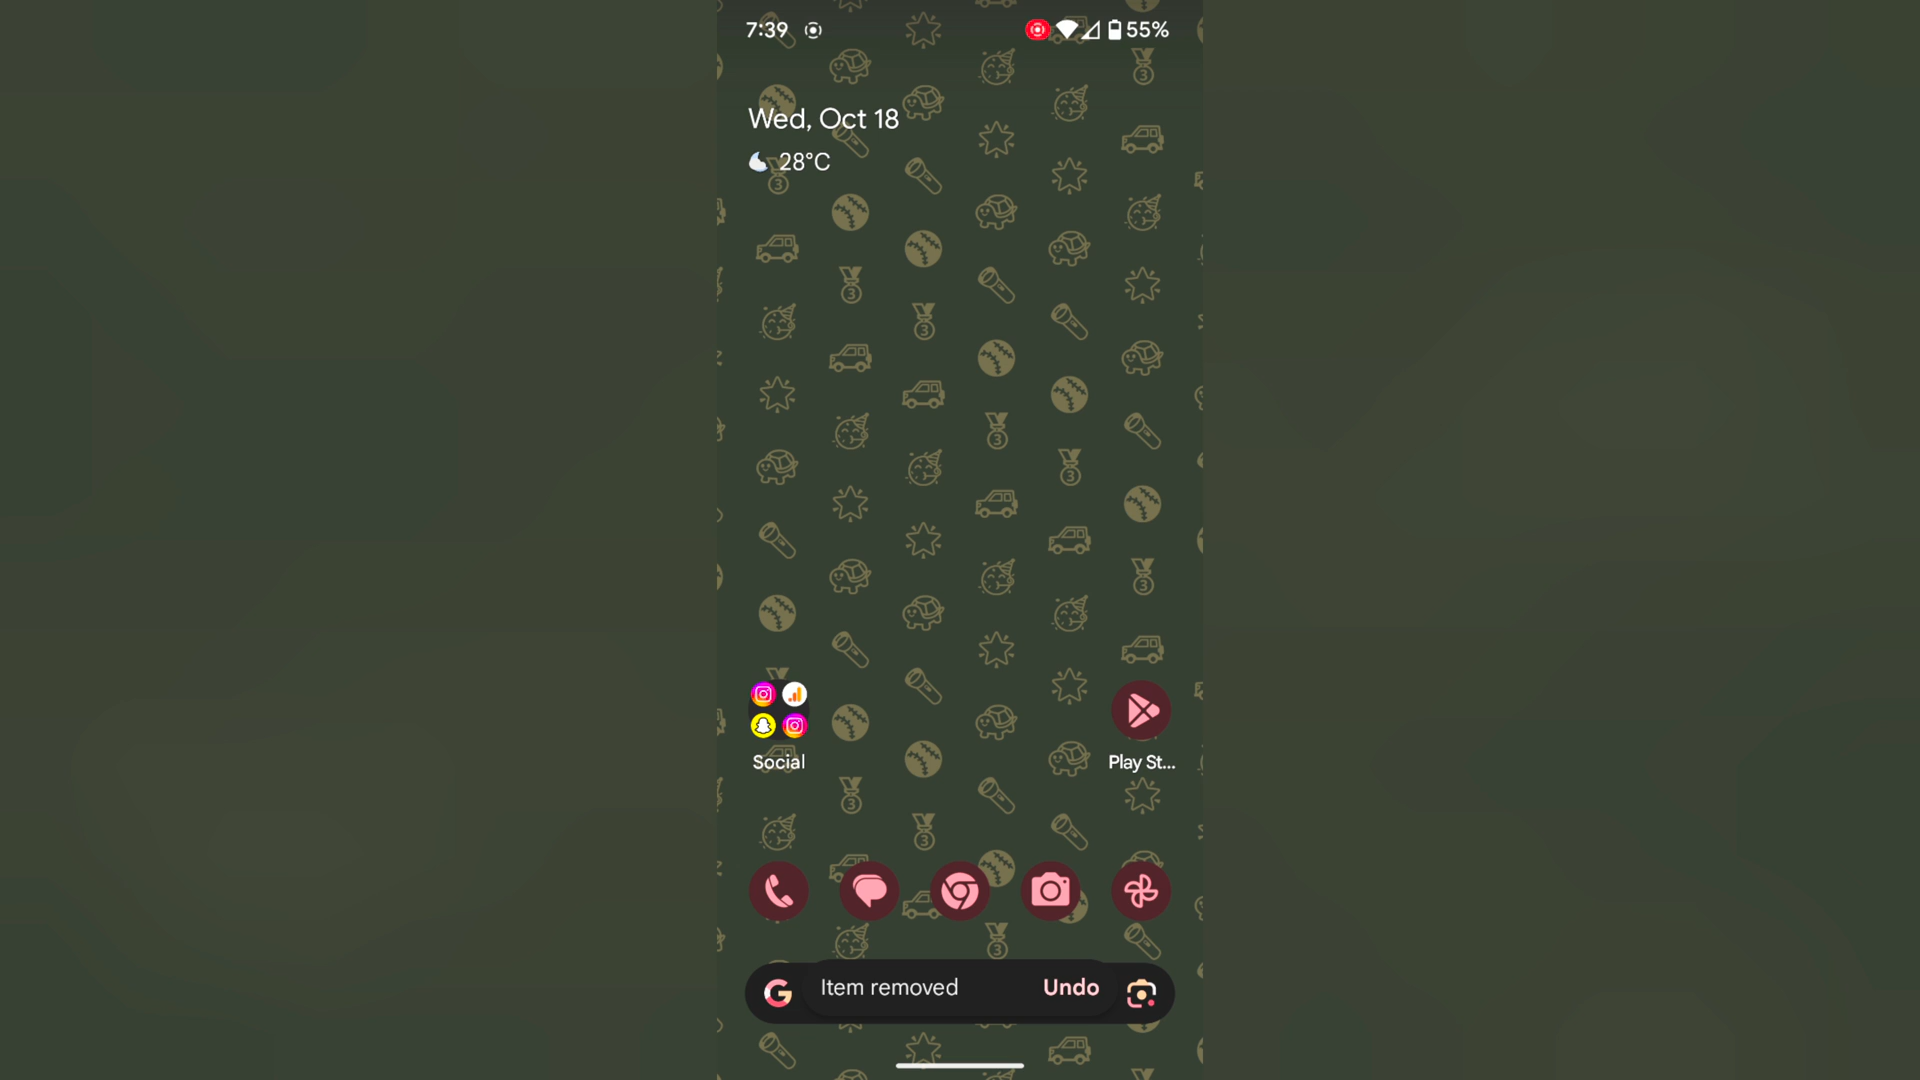 7:39
55%
Wed, Oct 18
28°C
Social
Play St...
Item removed
Undo